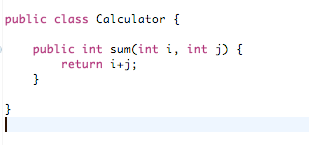 public class Calculator {
    public int sum(int i, int j) {
        return i+j;
    }
}